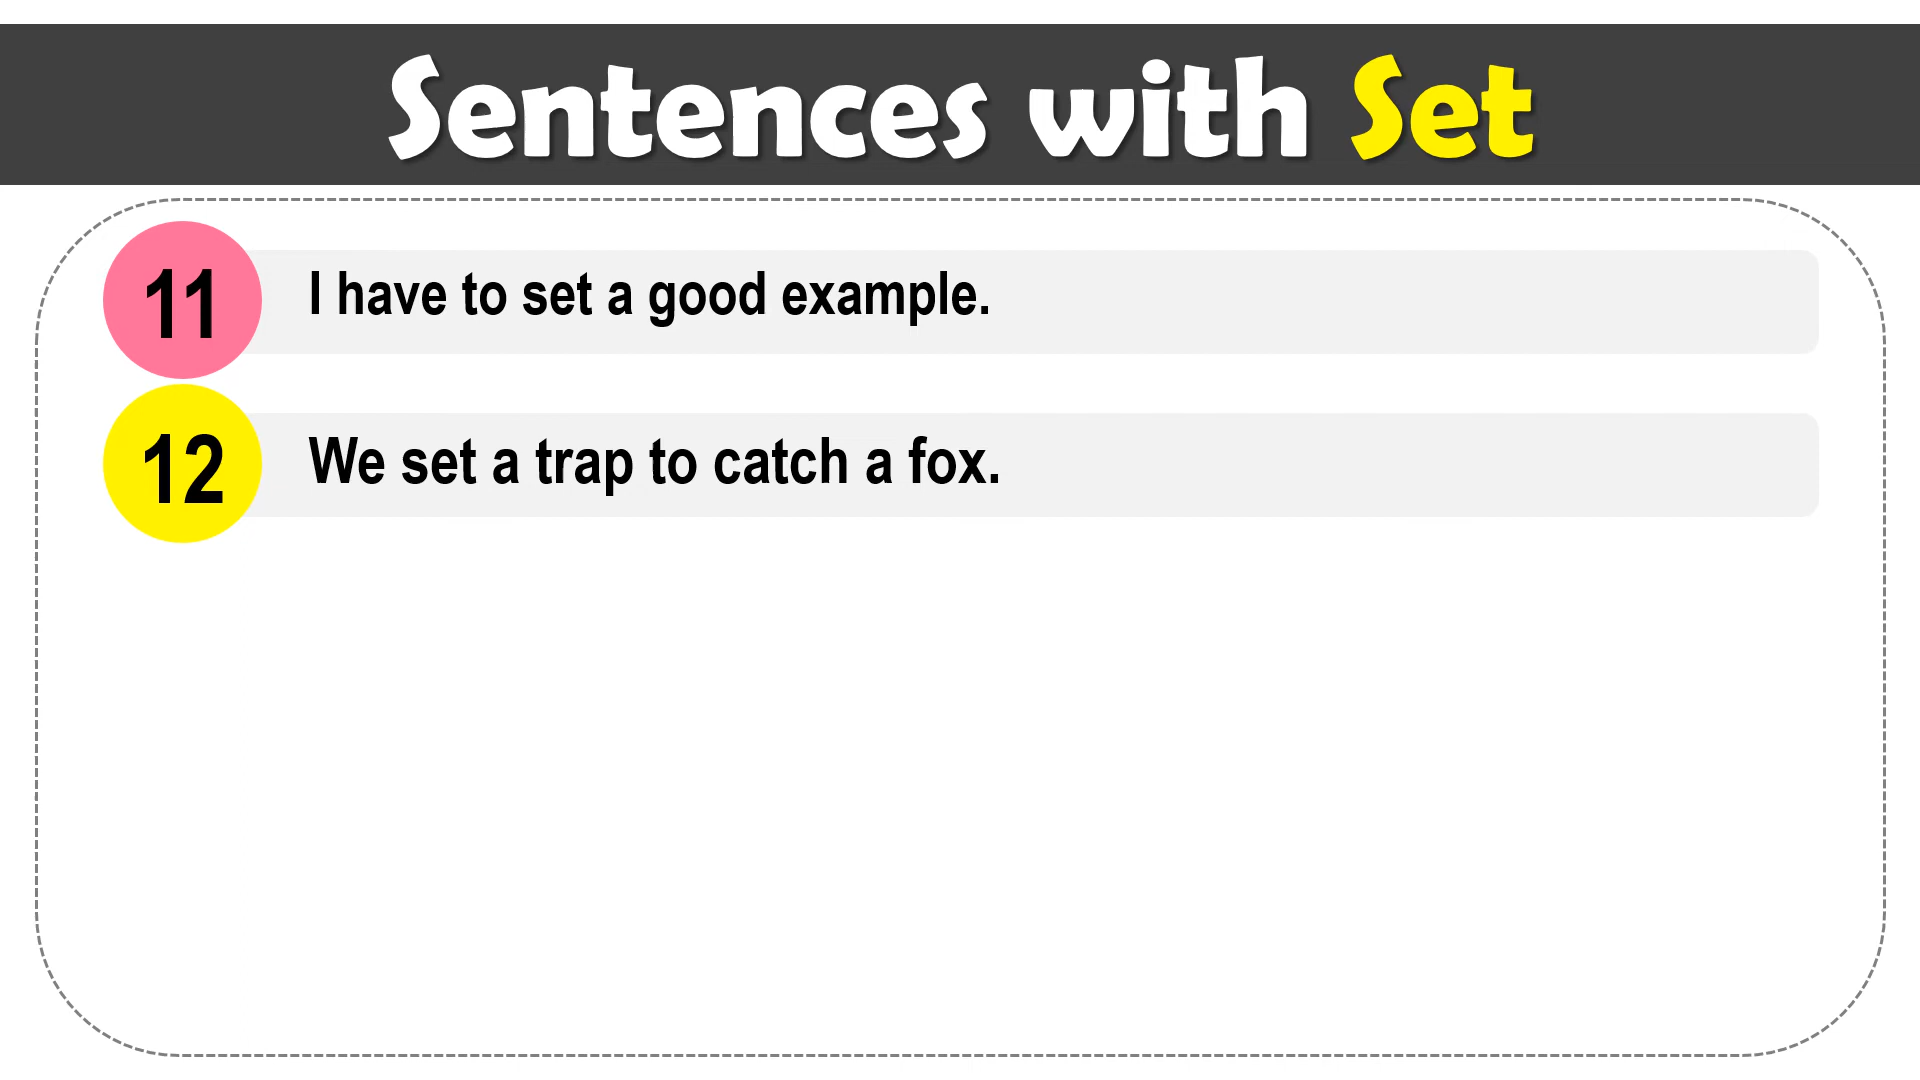 Sentences with Set
11 I have to set a good example.
12 We set a trap to catch a fox.